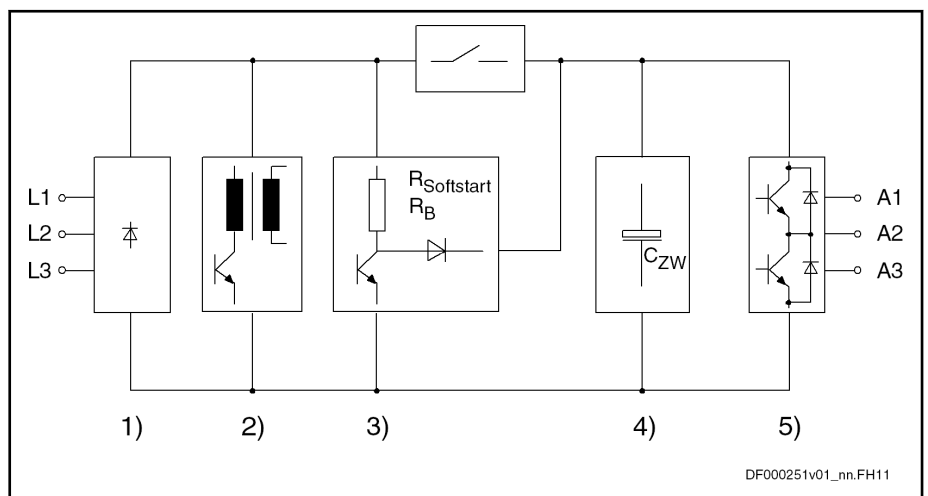 L1
L2
L3
R_Softstart
R_B
C_ZW
A1
A2
A3
1)
2)
3)
4)
5)
DF000251v01_nn.FH11